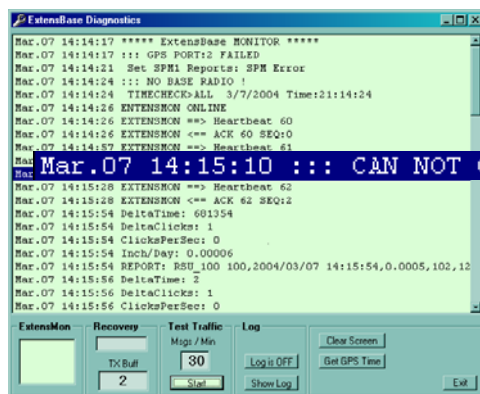 ExtensBase Diagnostics
Mar.07 14:14:17 ***** ExtensBase MONITOR *****
Mar.07 14:14:17 ::: GPS PORT:2 FAILED
Mar.07 14:14:21 Set SPM1 Reports: SPM Error
Mar.07 14:14:24 ::: NO BASE RADIO !
Mar.07 14:14:24 TIMECHECK>ALL 3/7/2004 Time:21:14:24
Mar.07 14:14:26 ENTENSMON ONLINE
Mar.07 14:14:26 EXTENSMON ==> Heartbeat 60
Mar.07 14:14:26 EXTENSMON <== ACK 60 SEQ:0
Mar.07 14:14:57 EXTENSMON ==> Heartbeat 61
Mar
Mar.07 14:15:10 ::: CAN NOT
Mar
Mar.07 14:15:28 EXTENSMON ==> Heartbeat 62
Mar.07 14:15:28 EXTENSMON <== ACK 62 SEQ:2
Mar.07 14:15:54 DeltaTime: 681354
Mar.07 14:15:54 DeltaClicks: 1
Mar.07 14:15:54 ClicksPerSec: 0
Mar.07 14:15:54 Inch/Day: 0.00006
Mar.07 14:15:54 REPORT: RSU_100 100,2004/03/07 14:15:54,0.0005,102,12
Mar.07 14:15:56 DeltaTime: 2
Mar.07 14:15:56 DeltaClicks: 1
Mar.07 14:15:56 ClicksPerSec: 0
ExtensMon Recovery Test Traffic Log
Msgs / Min Clear Screen
TX Buff 30 Log is OFF Get GPS Time
2 Start Show Log Exit